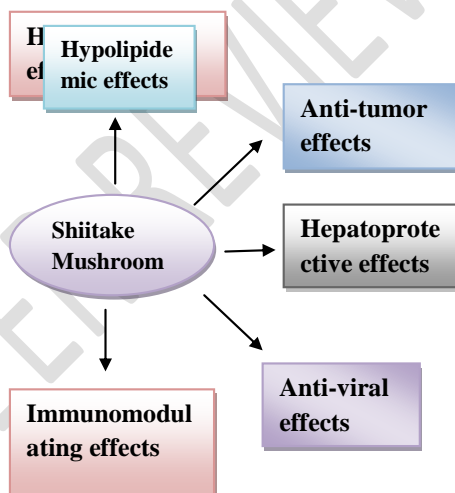 Hypolipide
mic effects
Anti-tumor
effects
Shiitake
Mushroom
Hepatoprote
ctive effects
Anti-viral
effects
Immunomodul
ating effects